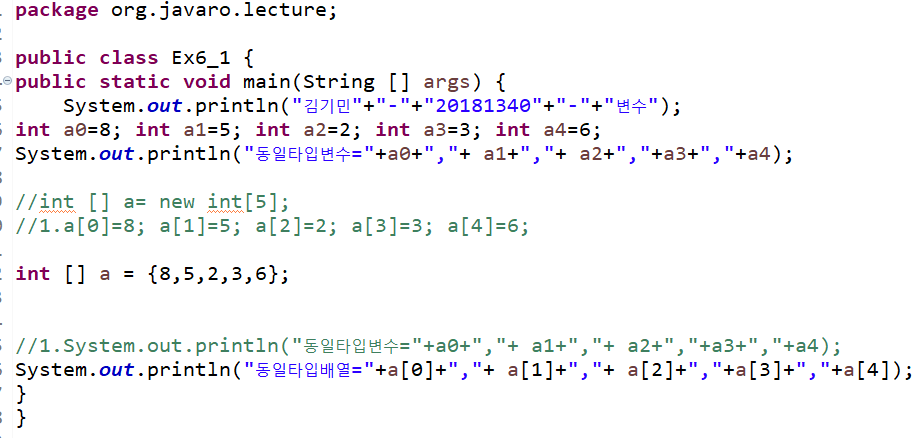 package org.javaro.lecture;
public class Ex6_1 {
public static void main(String [] args) {
System.out.println("김기민"+"-"+"20181340"+"-"+"변수");
int a0=8; int a1=5; int a2=2; int a3=3; int a4=6;
System.out.println("동일타입변수="+a0+","+ a1+","+ a2+","+a3+","+a4);
//int [] a= new int[5];
//1.a[0]=8; a[1]=5; a[2]=2; a[3]=3; a[4]=6;
int [] a = {8,5,2,3,6};
//1.System.out.println("동일타입변수="+a0+","+ a1+","+ a2+","+a3+","+a4);
System.out.println("동일타입배열="+a[0]+","+ a[1]+","+ a[2]+","+a[3]+","+a[4]);
}
}